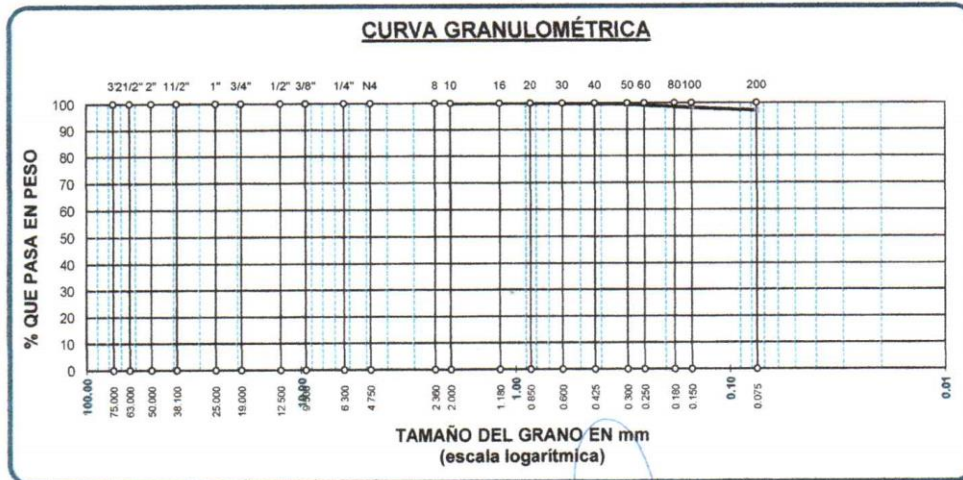 CURVA GRANULOMÉTRICA
3" 2 1/2" 2" 1 1/2" 1" 3/4" 1/2" 3/8" 1/4" N4 8 10 16 20 30 40 50 60 80 100 200
100
90
80
70
60
50
40
30
20
10
0
% QUE PASA EN PESO
100.00 75.000 63.000 50.000 38.100 25.000 19.000 12.500 10.00 6.300 4.750 2.360 2.000 1.180 1.00 0.850 0.600 0.425 0.300 0.250 0.180 0.150 0.10 0.075 0.01
TAMAÑO DEL GRANO EN mm
(escala logarítmica)